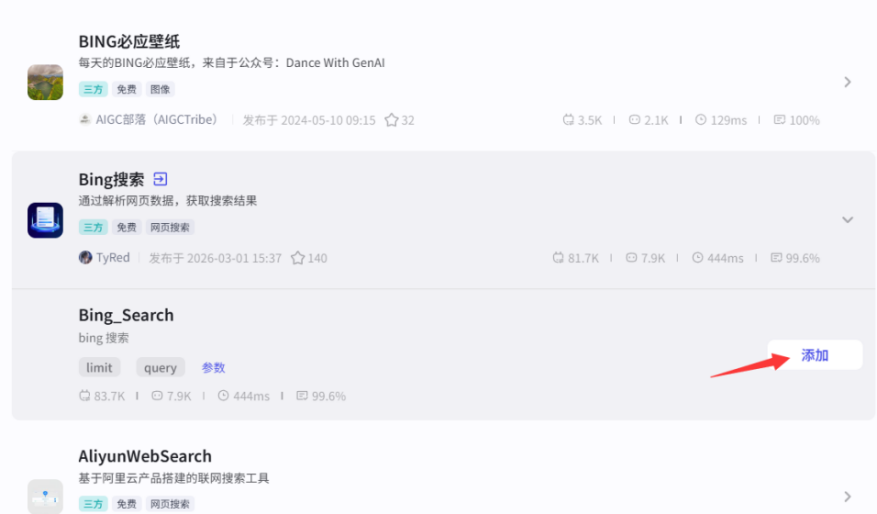 BING必应壁纸
每天的BING必应壁纸，来自于公众号：Dance With GenAI
三方 免费 图像
AIGC部落（AIGCTribe） 发布于 2024-05-10 09:15 32 3.5K 2.1K 129ms 100%
Bing搜索
通过解析网页数据，获取搜索结果
三方 免费 网页搜索
TyRed 发布于 2026-03-01 15:37 140 81.7K 7.9K 444ms 99.6%
Bing_Search
bing 搜索
添加
limit query 参数
83.7K 7.9K 444ms 99.6%
AliyunWebSearch
基于阿里云产品搭建的联网搜索工具
三方 免费 网页搜索